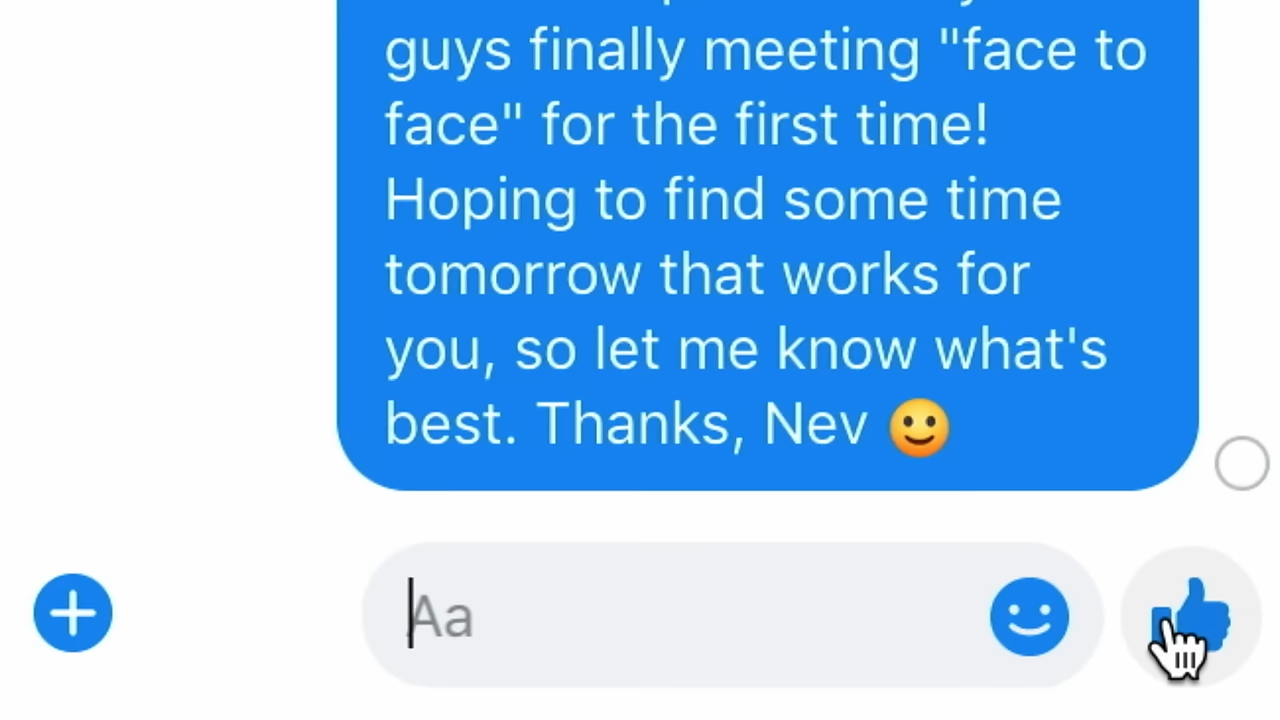 guys finally meeting "face to
face" for the first time!
Hoping to find some time
tomorrow that works for
you, so let me know what's
best. Thanks, Nev 🙂
Aa